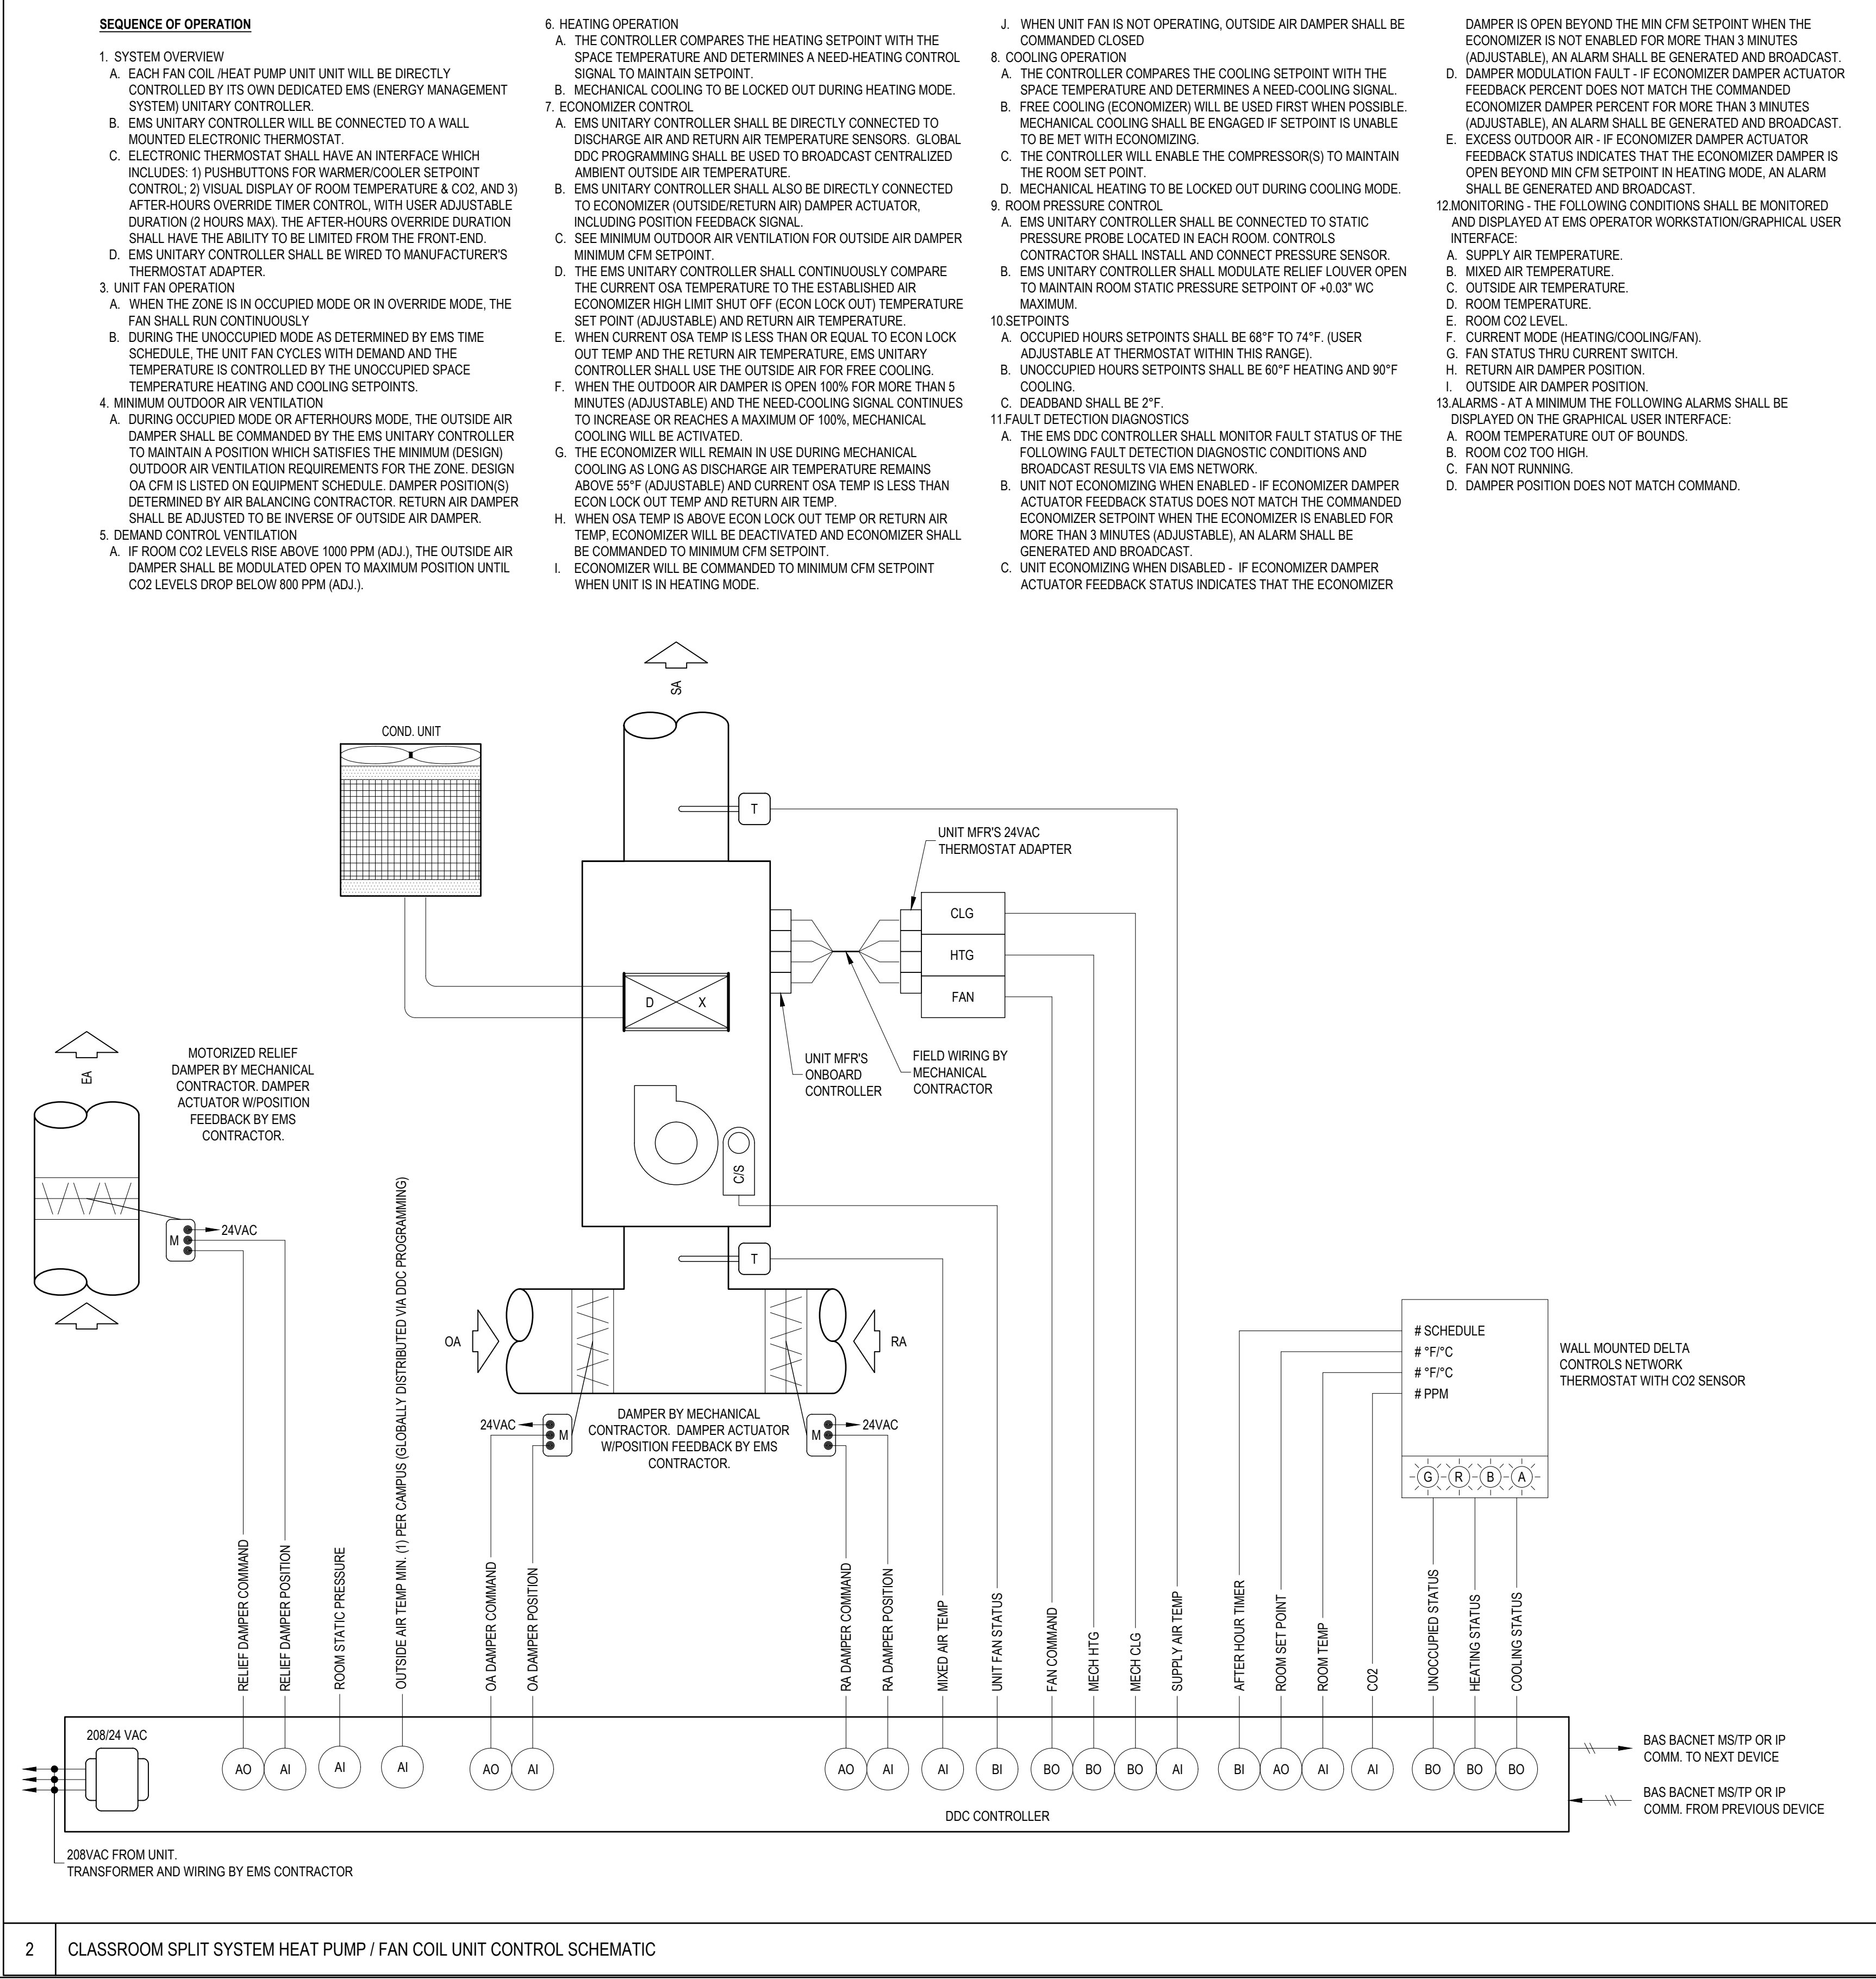 SEQUENCE OF OPERATION
1. SYSTEM OVERVIEW
A. EACH FAN COIL /HEAT PUMP UNIT UNIT WILL BE DIRECTLY
CONTROLLED BY ITS OWN DEDICATED EMS (ENERGY MANAGEMENT
SYSTEM) UNITARY CONTROLLER.
B. EMS UNITARY CONTROLLER WILL BE CONNECTED TO A WALL
MOUNTED ELECTRONIC THERMOSTAT.
C. ELECTRONIC THERMOSTAT SHALL HAVE AN INTERFACE WHICH
INCLUDES: 1) PUSHBUTTONS FOR WARMER/COOLER SETPOINT
CONTROL; 2) VISUAL DISPLAY OF ROOM TEMPERATURE & CO2, AND 3)
AFTER-HOURS OVERRIDE TIMER CONTROL, WITH USER ADJUSTABLE
DURATION (2 HOURS MAX). THE AFTER-HOURS OVERRIDE DURATION
SHALL HAVE THE ABILITY TO BE LIMITED FROM THE FRONT-END.
D. EMS UNITARY CONTROLLER SHALL BE WIRED TO MANUFACTURER'S
THERMOSTAT ADAPTER.
3. UNIT FAN OPERATION
A. WHEN THE ZONE IS IN OCCUPIED MODE OR IN OVERRIDE MODE, THE
FAN SHALL RUN CONTINUOUSLY
B. DURING THE UNOCCUPIED MODE AS DETERMINED BY EMS TIME
SCHEDULE, THE UNIT FAN CYCLES WITH DEMAND AND THE
TEMPERATURE IS CONTROLLED BY THE UNOCCUPIED SPACE
TEMPERATURE HEATING AND COOLING SETPOINTS.
4. MINIMUM OUTDOOR AIR VENTILATION
A. DURING OCCUPIED MODE OR AFTERHOURS MODE, THE OUTSIDE AIR
DAMPER SHALL BE COMMANDED BY THE EMS UNITARY CONTROLLER
TO MAINTAIN A POSITION WHICH SATISFIES THE MINIMUM (DESIGN)
OUTDOOR AIR VENTILATION REQUIREMENTS FOR THE ZONE. DESIGN
OA CFM IS LISTED ON EQUIPMENT SCHEDULE. DAMPER POSITION(S)
DETERMINED BY AIR BALANCING CONTRACTOR. RETURN AIR DAMPER
SHALL BE ADJUSTED TO BE INVERSE OF OUTSIDE AIR DAMPER.
5. DEMAND CONTROL VENTILATION
A. IF ROOM CO2 LEVELS RISE ABOVE 1000 PPM (ADJ.), THE OUTSIDE AIR
DAMPER SHALL BE MODULATED OPEN TO MAXIMUM POSITION UNTIL
CO2 LEVELS DROP BELOW 800 PPM (ADJ.).
6. HEATING OPERATION
A. THE CONTROLLER COMPARES THE HEATING SETPOINT WITH THE
SPACE TEMPERATURE AND DETERMINES A NEED-HEATING CONTROL
SIGNAL TO MAINTAIN SETPOINT.
B. MECHANICAL COOLING TO BE LOCKED OUT DURING HEATING MODE.
7. ECONOMIZER CONTROL
A. EMS UNITARY CONTROLLER SHALL BE DIRECTLY CONNECTED TO
DISCHARGE AIR AND RETURN AIR TEMPERATURE SENSORS. GLOBAL
DDC PROGRAMMING SHALL BE USED TO BROADCAST CENTRALIZED
AMBIENT OUTSIDE AIR TEMPERATURE.
B. EMS UNITARY CONTROLLER SHALL ALSO BE DIRECTLY CONNECTED
TO ECONOMIZER (OUTSIDE/RETURN AIR) DAMPER ACTUATOR,
INCLUDING POSITION FEEDBACK SIGNAL.
C. SEE MINIMUM OUTDOOR AIR VENTILATION FOR OUTSIDE AIR DAMPER
MINIMUM CFM SETPOINT.
D. THE EMS UNITARY CONTROLLER SHALL CONTINUOUSLY COMPARE
THE CURRENT OSA TEMPERATURE TO THE ESTABLISHED AIR
ECONOMIZER HIGH LIMIT SHUT OFF (ECON LOCK OUT) TEMPERATURE
SET POINT (ADJUSTABLE) AND RETURN AIR TEMPERATURE.
E. WHEN CURRENT OSA TEMP IS LESS THAN OR EQUAL TO ECON LOCK
OUT TEMP AND THE RETURN AIR TEMPERATURE, EMS UNITARY
CONTROLLER SHALL USE THE OUTSIDE AIR FOR FREE COOLING.
F. WHEN THE OUTDOOR AIR DAMPER IS OPEN 100% FOR MORE THAN 5
MINUTES (ADJUSTABLE) AND THE NEED-COOLING SIGNAL CONTINUES
TO INCREASE OR REACHES A MAXIMUM OF 100%, MECHANICAL
COOLING WILL BE ACTIVATED.
G. THE ECONOMIZER WILL REMAIN IN USE DURING MECHANICAL
COOLING AS LONG AS DISCHARGE AIR TEMPERATURE REMAINS
ABOVE 55°F (ADJUSTABLE) AND CURRENT OSA TEMP IS LESS THAN
ECON LOCK OUT TEMP AND RETURN AIR TEMP.
H. WHEN OSA TEMP IS ABOVE ECON LOCK OUT TEMP OR RETURN AIR
TEMP, ECONOMIZER WILL BE DEACTIVATED AND ECONOMIZER SHALL
BE COMMANDED TO MINIMUM CFM SETPOINT.
I. ECONOMIZER WILL BE COMMANDED TO MINIMUM CFM SETPOINT
WHEN UNIT IS IN HEATING MODE.
J. WHEN UNIT FAN IS NOT OPERATING, OUTSIDE AIR DAMPER SHALL BE
COMMANDED CLOSED
8. COOLING OPERATION
A. THE CONTROLLER COMPARES THE COOLING SETPOINT WITH THE
SPACE TEMPERATURE AND DETERMINES A NEED-COOLING SIGNAL.
B. FREE COOLING (ECONOMIZER) WILL BE USED FIRST WHEN POSSIBLE.
MECHANICAL COOLING SHALL BE ENGAGED IF SETPOINT IS UNABLE
TO BE MET WITH ECONOMIZING.
C. THE CONTROLLER WILL ENABLE THE COMPRESSOR(S) TO MAINTAIN
THE ROOM SET POINT.
D. MECHANICAL HEATING TO BE LOCKED OUT DURING COOLING MODE.
9. ROOM PRESSURE CONTROL
A. EMS UNITARY CONTROLLER SHALL BE CONNECTED TO STATIC
PRESSURE PROBE LOCATED IN EACH ROOM. CONTROLS
CONTRACTOR SHALL INSTALL AND CONNECT PRESSURE SENSOR.
B. EMS UNITARY CONTROLLER SHALL MODULATE RELIEF LOUVER OPEN
TO MAINTAIN ROOM STATIC PRESSURE SETPOINT OF +0.03" WC
MAXIMUM.
10.SETPOINTS
A. OCCUPIED HOURS SETPOINTS SHALL BE 68°F TO 74°F. (USER
ADJUSTABLE AT THERMOSTAT WITHIN THIS RANGE).
B. UNOCCUPIED HOURS SETPOINTS SHALL BE 60°F HEATING AND 90°F
COOLING.
C. DEADBAND SHALL BE 2°F.
11.FAULT DETECTION DIAGNOSTICS
A. THE EMS DDC CONTROLLER SHALL MONITOR FAULT STATUS OF THE
FOLLOWING FAULT DETECTION DIAGNOSTIC CONDITIONS AND
BROADCAST RESULTS VIA EMS NETWORK.
B. UNIT NOT ECONOMIZING WHEN ENABLED - IF ECONOMIZER DAMPER
ACTUATOR FEEDBACK STATUS DOES NOT MATCH THE COMMANDED
ECONOMIZER SETPOINT WHEN THE ECONOMIZER IS ENABLED FOR
MORE THAN 3 MINUTES (ADJUSTABLE), AN ALARM SHALL BE
GENERATED AND BROADCAST.
C. UNIT ECONOMIZING WHEN DISABLED - IF ECONOMIZER DAMPER
ACTUATOR FEEDBACK STATUS INDICATES THAT THE ECONOMIZER
DAMPER IS OPEN BEYOND THE MIN CFM SETPOINT WHEN THE
ECONOMIZER IS NOT ENABLED FOR MORE THAN 3 MINUTES
(ADJUSTABLE), AN ALARM SHALL BE GENERATED AND BROADCAST.
D. DAMPER MODULATION FAULT - IF ECONOMIZER DAMPER ACTUATOR
FEEDBACK PERCENT DOES NOT MATCH THE COMMANDED
ECONOMIZER DAMPER PERCENT FOR MORE THAN 3 MINUTES
(ADJUSTABLE), AN ALARM SHALL BE GENERATED AND BROADCAST.
E. EXCESS OUTDOOR AIR - IF ECONOMIZER DAMPER ACTUATOR
FEEDBACK STATUS INDICATES THAT THE ECONOMIZER DAMPER IS
OPEN BEYOND MIN CFM SETPOINT IN HEATING MODE, AN ALARM
SHALL BE GENERATED AND BROADCAST.
12.MONITORING - THE FOLLOWING CONDITIONS SHALL BE MONITORED
AND DISPLAYED AT EMS OPERATOR WORKSTATION/GRAPHICAL USER
INTERFACE:
A. SUPPLY AIR TEMPERATURE.
B. MIXED AIR TEMPERATURE.
C. OUTSIDE AIR TEMPERATURE.
D. ROOM TEMPERATURE.
E. ROOM CO2 LEVEL.
F. CURRENT MODE (HEATING/COOLING/FAN).
G. FAN STATUS THRU CURRENT SWITCH.
H. RETURN AIR DAMPER POSITION.
I. OUTSIDE AIR DAMPER POSITION.
13.ALARMS - AT A MINIMUM THE FOLLOWING ALARMS SHALL BE
DISPLAYED ON THE GRAPHICAL USER INTERFACE:
A. ROOM TEMPERATURE OUT OF BOUNDS.
B. ROOM CO2 TOO HIGH.
C. FAN NOT RUNNING.
D. DAMPER POSITION DOES NOT MATCH COMMAND.
SA
COND. UNIT
T
UNIT MFR'S 24VAC
THERMOSTAT ADAPTER
CLG
HTG
FAN
D X
UNIT MFR'S
ONBOARD
CONTROLLER
FIELD WIRING BY
MECHANICAL
CONTRACTOR
EA
MOTORIZED RELIEF
DAMPER BY MECHANICAL
CONTRACTOR. DAMPER
ACTUATOR W/POSITION
FEEDBACK BY EMS
CONTRACTOR.
C/S
M
24VAC
T
OA
RA
24VAC
M
DAMPER BY MECHANICAL
CONTRACTOR. DAMPER ACTUATOR
W/POSITION FEEDBACK BY EMS
CONTRACTOR.
M
24VAC
# SCHEDULE
# °F/°C
# °F/°C
# PPM
G R B A
WALL MOUNTED DELTA
CONTROLS NETWORK
THERMOSTAT WITH CO2 SENSOR
RELIEF DAMPER COMMAND
RELIEF DAMPER POSITION
ROOM STATIC PRESSURE
OUTSIDE AIR TEMP MIN. (1) PER CAMPUS (GLOBALLY DISTRIBUTED VIA DDC PROGRAMMING)
OA DAMPER COMMAND
OA DAMPER POSITION
RA DAMPER COMMAND
RA DAMPER POSITION
MIXED AIR TEMP
UNIT FAN STATUS
FAN COMMAND
MECH HTG
MECH CLG
SUPPLY AIR TEMP
AFTER HOUR TIMER
ROOM SET POINT
ROOM TEMP
CO2
UNOCCUPIED STATUS
HEATING STATUS
COOLING STATUS
208/24 VAC
AO AI AI AI AO AI AO AI AI BI BO BO BO AI BI AO AI AI BO BO BO
DDC CONTROLLER
BAS BACNET MS/TP OR IP
COMM. TO NEXT DEVICE
BAS BACNET MS/TP OR IP
COMM. FROM PREVIOUS DEVICE
208VAC FROM UNIT.
TRANSFORMER AND WIRING BY EMS CONTRACTOR
2 CLASSROOM SPLIT SYSTEM HEAT PUMP / FAN COIL UNIT CONTROL SCHEMATIC